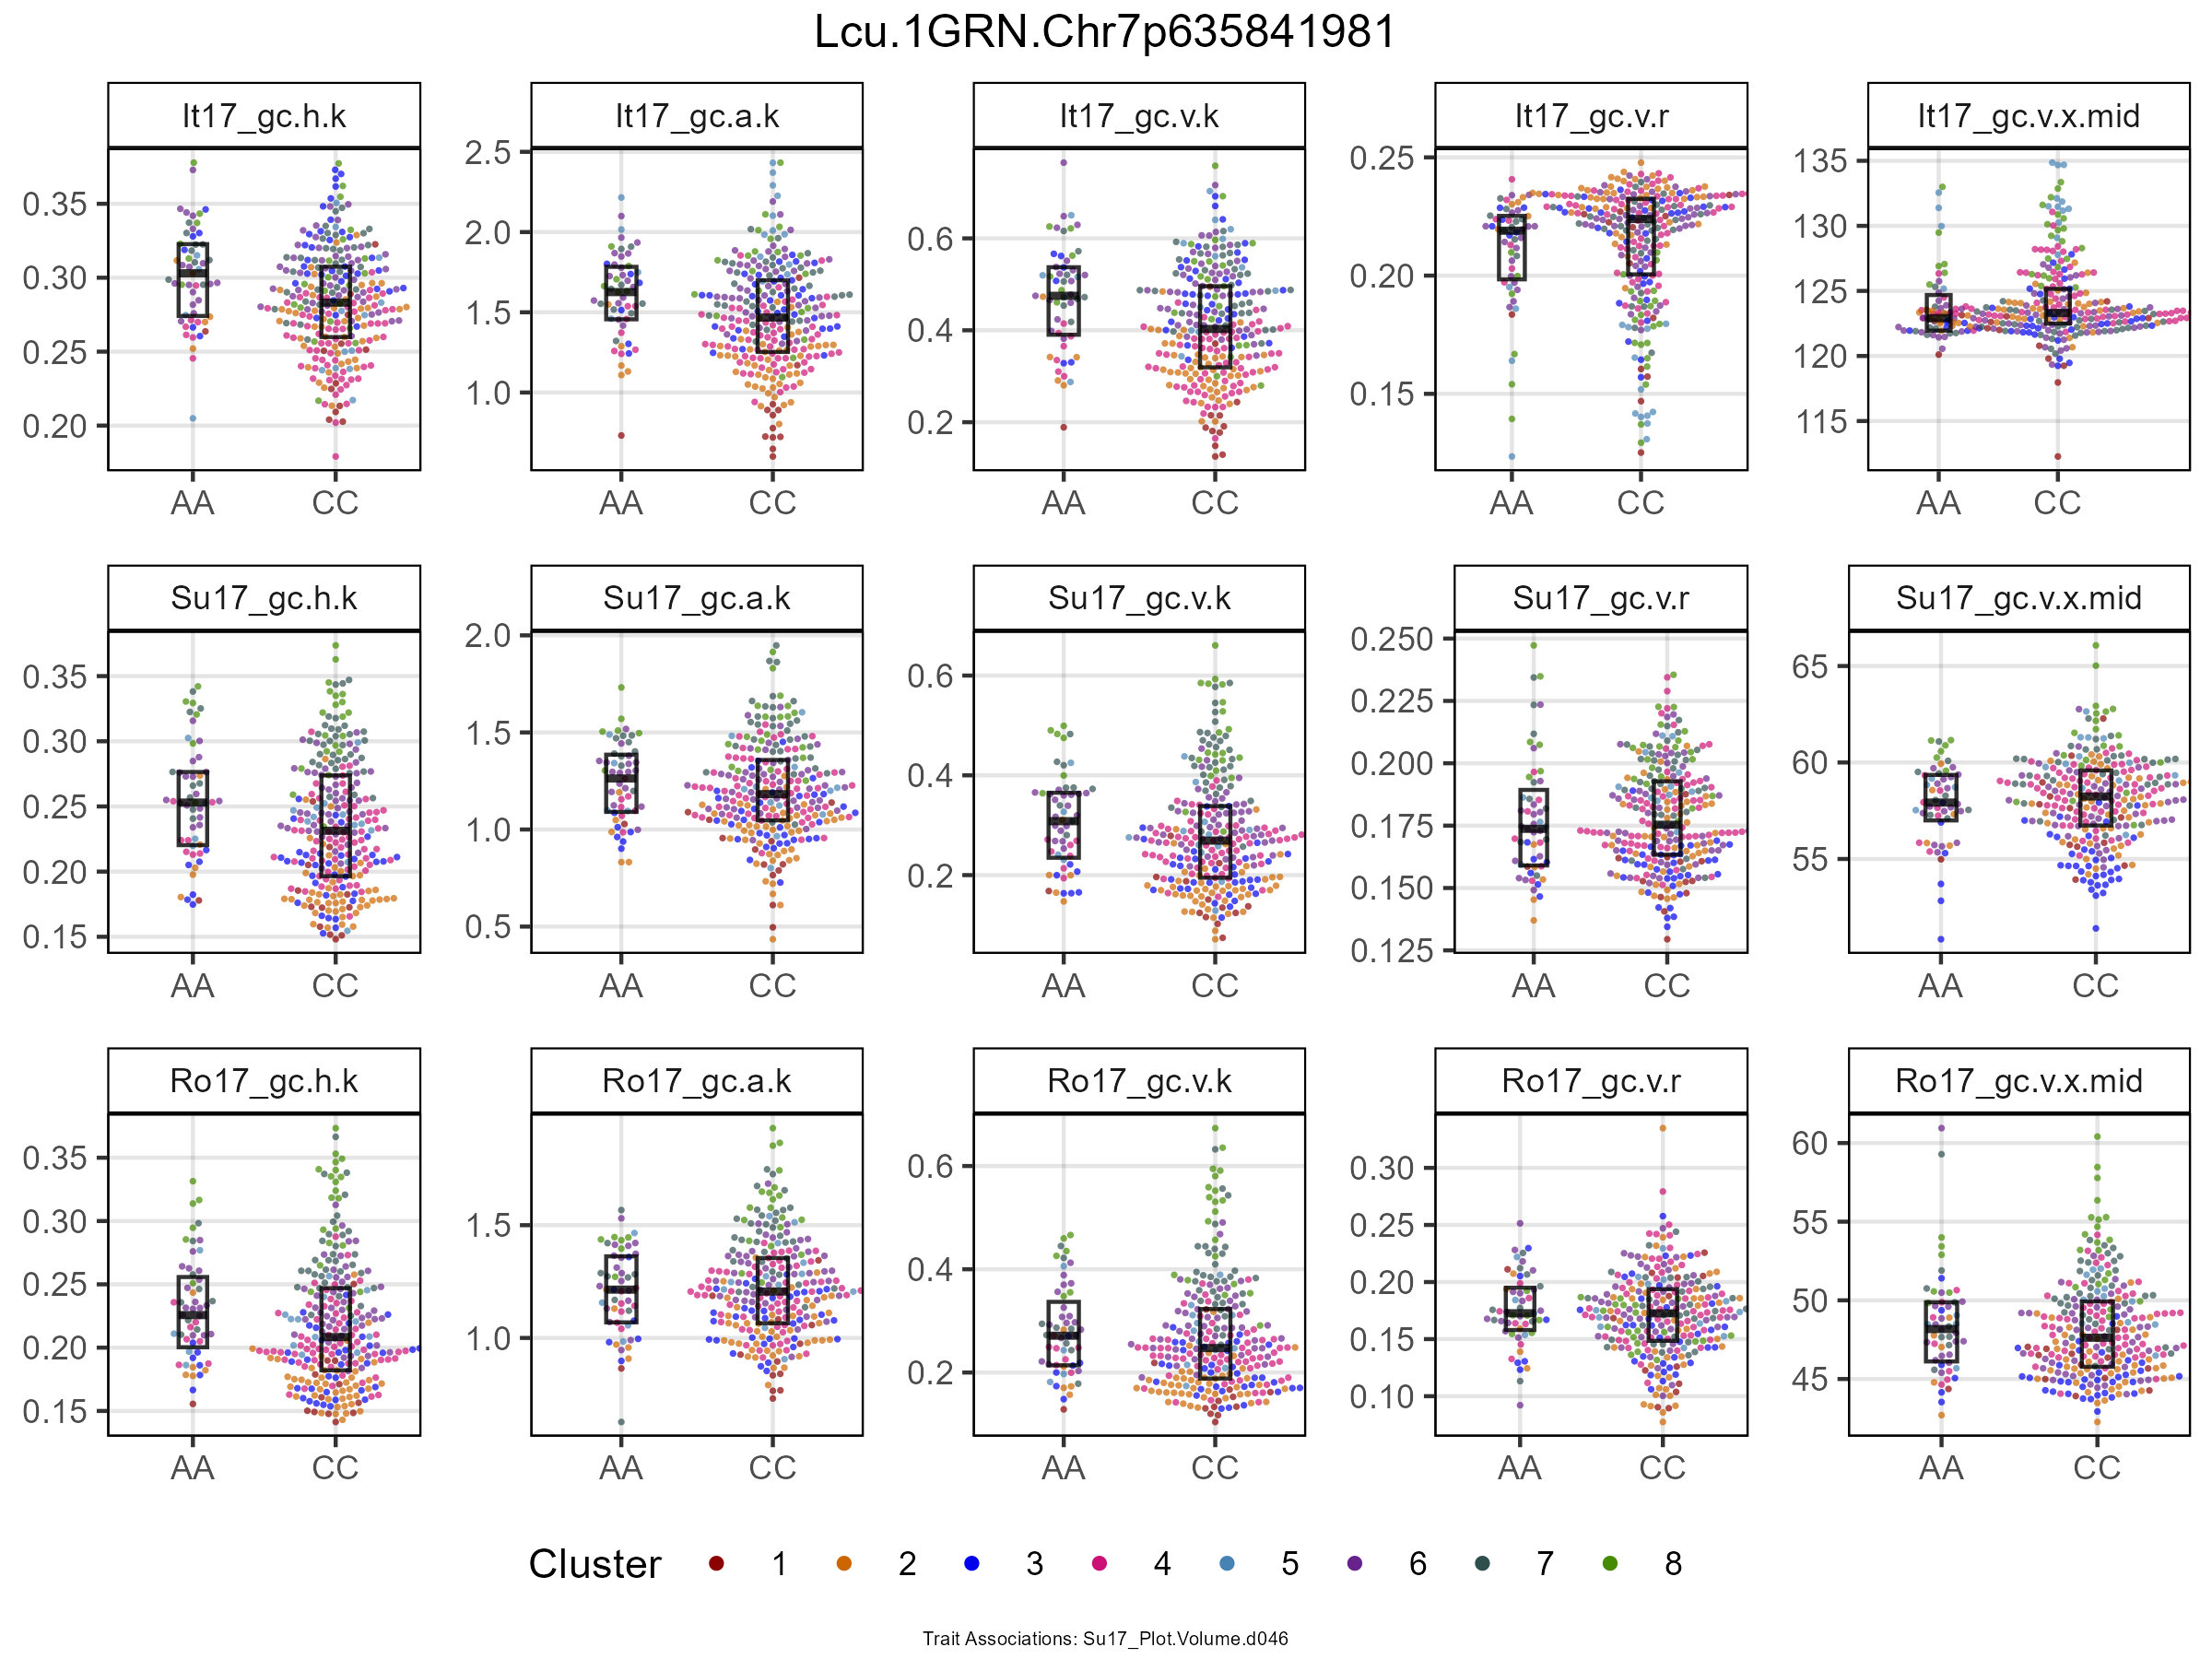 Lcu.1GRN.Chr7p635841981
It17_gc.h.k It17_gc.a.k It17_gc.v.k It17_gc.v.r It17_gc.v.x.mid
0.35 0.30 0.25 0.20
2.5 2.0 1.5 1.0
0.6 0.4 0.2
0.25 0.20 0.15
135 130 125 120 115
AA CC AA CC AA CC AA CC AA CC
Su17_gc.h.k Su17_gc.a.k Su17_gc.v.k Su17_gc.v.r Su17_gc.v.x.mid
0.35 0.30 0.25 0.20 0.15
2.0 1.5 1.0 0.5
0.6 0.4 0.2
0.250 0.225 0.200 0.175 0.150 0.125
65 60 55
AA CC AA CC AA CC AA CC AA CC
Ro17_gc.h.k Ro17_gc.a.k Ro17_gc.v.k Ro17_gc.v.r Ro17_gc.v.x.mid
0.35 0.30 0.25 0.20 0.15
1.5 1.0
0.6 0.4 0.2
0.30 0.25 0.20 0.15 0.10
60 55 50 45
AA CC AA CC AA CC AA CC AA CC
Cluster 1 2 3 4 5 6 7 8
Trait Associations: Su17_Plot.Volume.d046